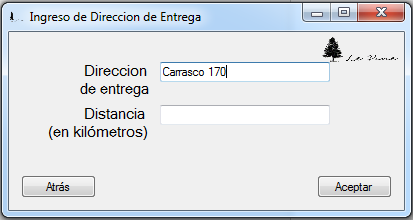 Ingreso de Direccion de Entrega
Direccion
de entrega
Carrasco 170
Distancia
(en kilómetros)
Atrás
Aceptar